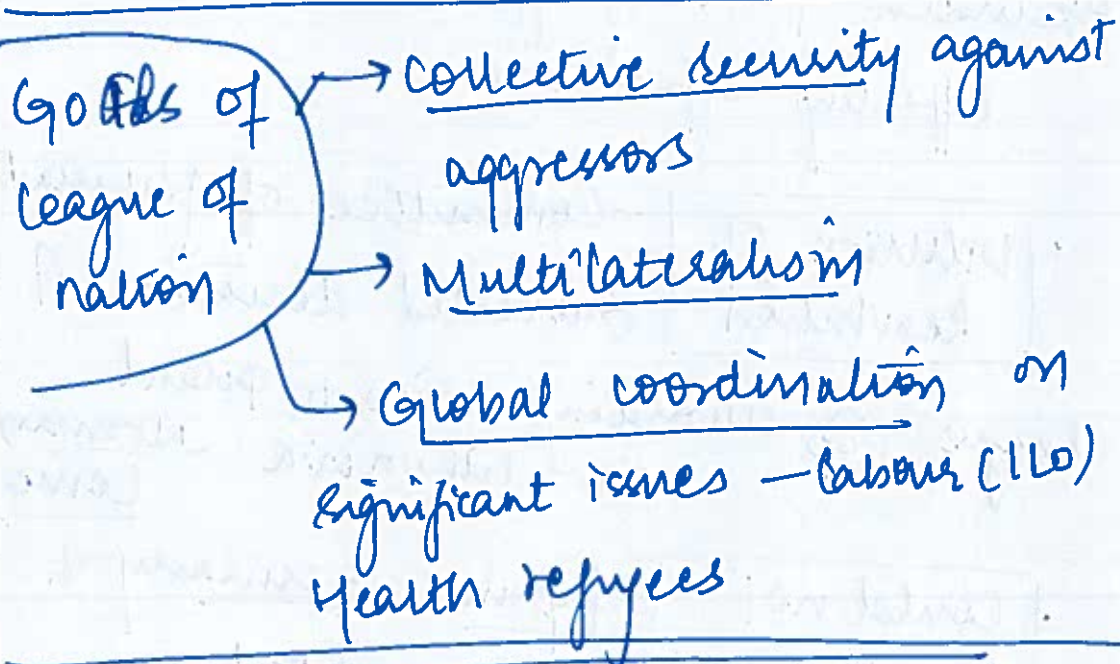 Goals of
league of
nation
→ Collective security against
aggressors
→ Multilateralism
→ Global coordination on
significant issues – labour (ILO)
Health refugees